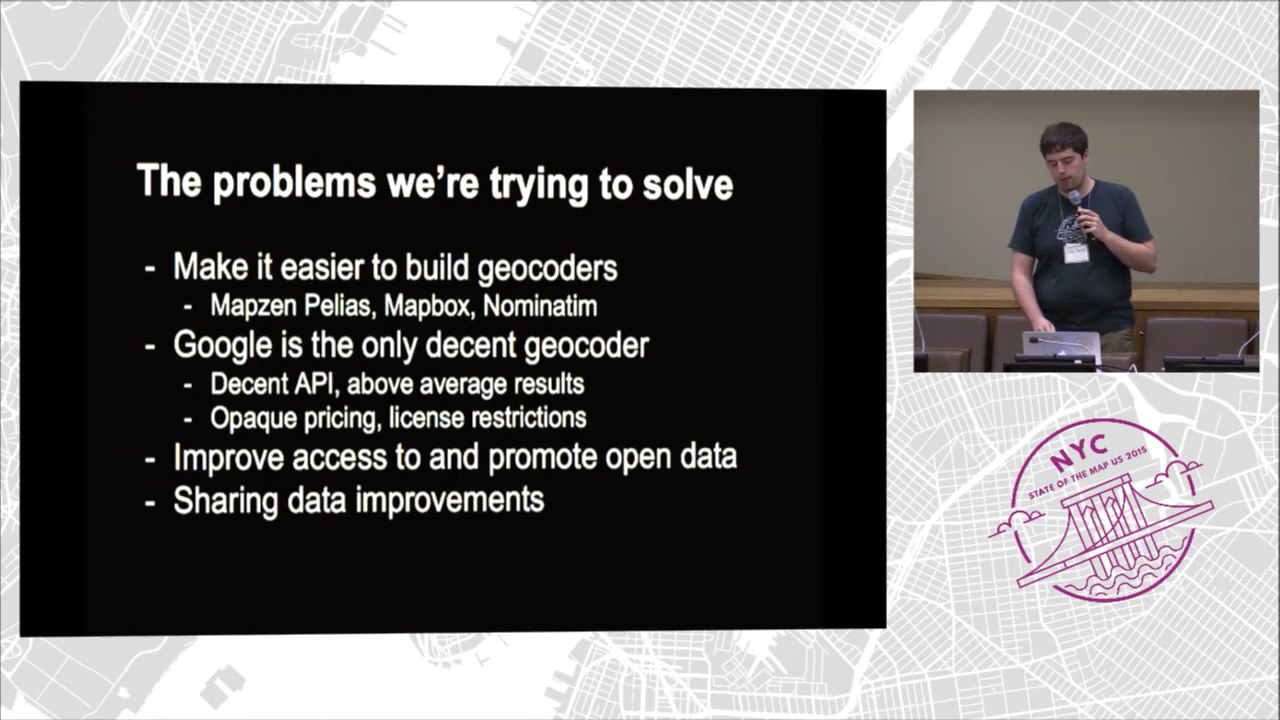 The problems we're trying to solve
- Make it easier to build geocoders
- Mapzen Pelias, Mapbox, Nominatim
- Google is the only decent geocoder
- Decent API, above average results
- Opaque pricing, license restrictions
- Improve access to and promote open data
- Sharing data improvements
NYC
STATE OF THE MAP US 2015